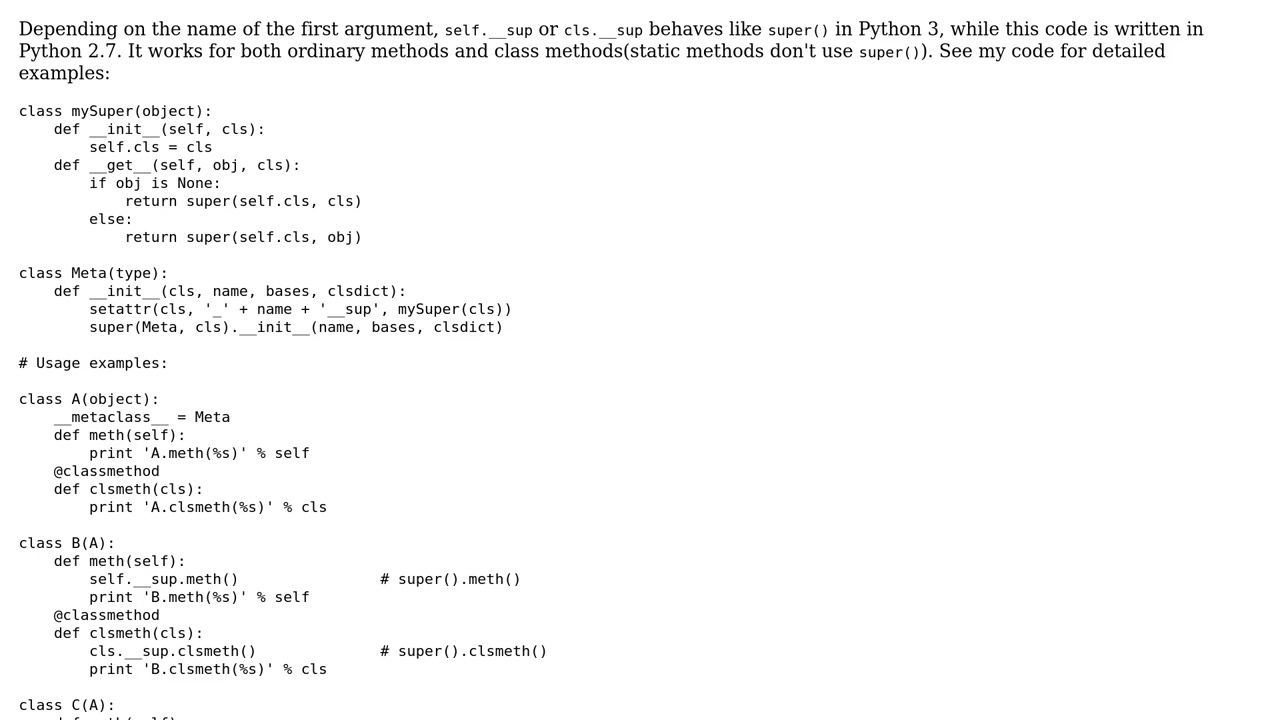 Depending on the name of the first argument, self.__sup or cls.__sup behaves like super() in Python 3, while this code is written in
Python 2.7. It works for both ordinary methods and class methods(static methods don't use super()). See my code for detailed
examples:
class mySuper(object):
    def __init__(self, cls):
        self.cls = cls
    def __get__(self, obj, cls):
        if obj is None:
            return super(self.cls, cls)
        else:
            return super(self.cls, obj)
class Meta(type):
    def __init__(cls, name, bases, clsdict):
        setattr(cls, '_' + name + '__sup', mySuper(cls))
        super(Meta, cls).__init__(name, bases, clsdict)
# Usage examples:
class A(object):
    __metaclass__ = Meta
    def meth(self):
        print 'A.meth(%s)' % self
    @classmethod
    def clsmeth(cls):
        print 'A.clsmeth(%s)' % cls
class B(A):
    def meth(self):
        self.__sup.meth()                # super().meth()
        print 'B.meth(%s)' % self
    @classmethod
    def clsmeth(cls):
        cls.__sup.clsmeth()              # super().clsmeth()
        print 'B.clsmeth(%s)' % cls
class C(A):